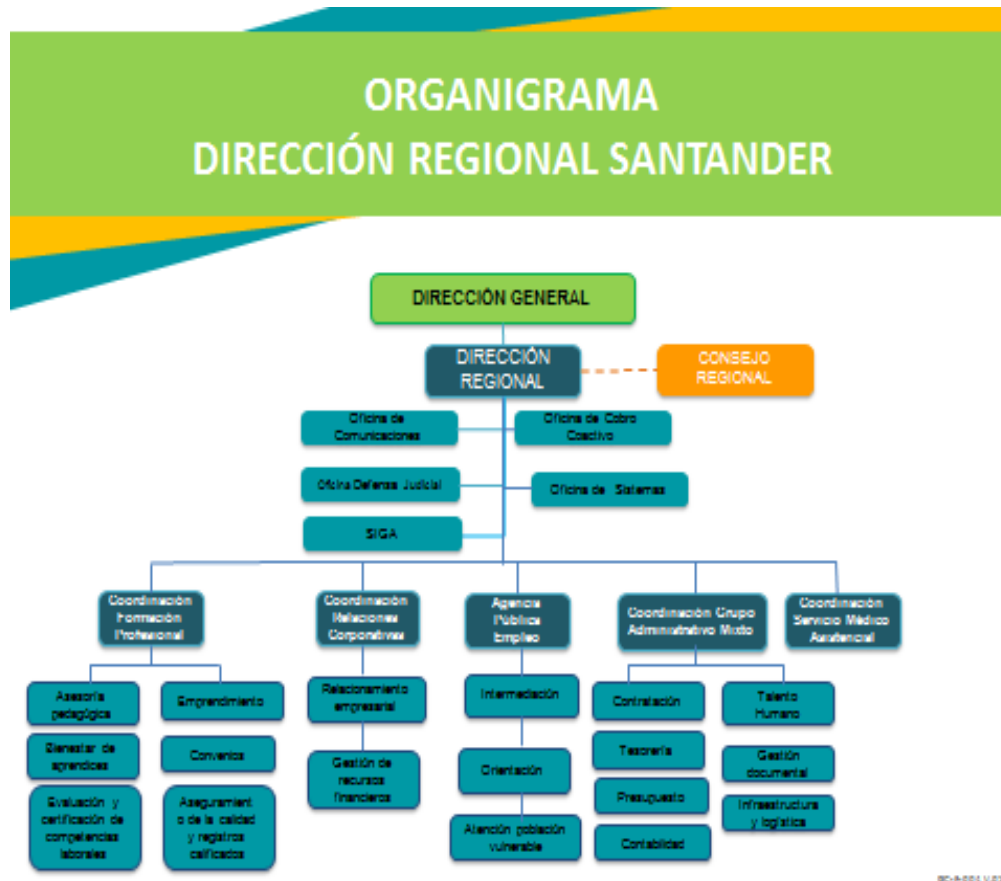 ORGANIGRAMA
DIRECCIÓN REGIONAL SANTANDER
DIRECCIÓN GENERAL
DIRECCIÓN
REGIONAL
CONSEJO
REGIONAL
Oficina de
Comunicaciones
Oficina de Cobro
Coactivo
Oficina Defensa Judicial
Oficina de Sistemas
SIGA
Coordinación
Formación
Profesional
Coordinación
Relaciones
Corporativas
Agencia
Pública
Empleo
Coordinación Grupo
Administrativo Mixto
Coordinación
Servicio Médico
Asistencial
Asesoría
pedagógica
Emprendimiento
Relacionamiento
empresarial
Intermediación
Contratación
Talento
Humano
Bienestar de
aprendices
Convenios
Gestión de
recursos
financieros
Orientación
Tesorería
Gestión
documental
Evaluación y
certificación de
competencias
laborales
Aseguramient
o de la calidad
y registros
calificados
Atención población
vulnerable
Presupuesto
Infraestructura
y logística
Contabilidad